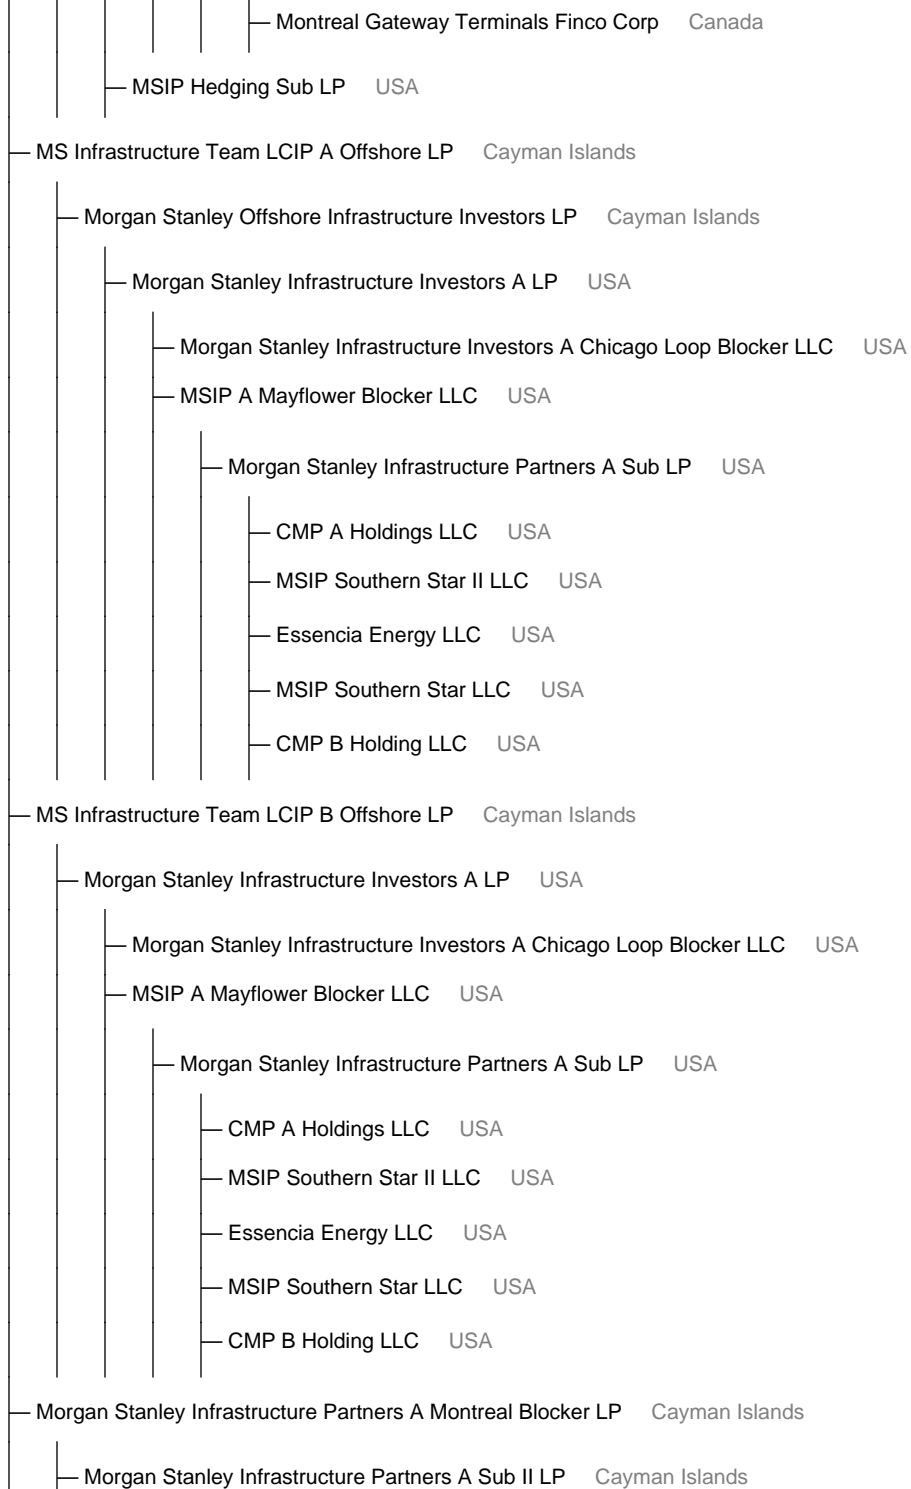 Montreal Gateway Terminals Finco Corp Canada
MSIP Hedging Sub LP USA
MS Infrastructure Team LCIP A Offshore LP Cayman Islands
Morgan Stanley Offshore Infrastructure Investors LP Cayman Islands
Morgan Stanley Infrastructure Investors A LP USA
Morgan Stanley Infrastructure Investors A Chicago Loop Blocker LLC USA
MSIP A Mayflower Blocker LLC USA
Morgan Stanley Infrastructure Partners A Sub LP USA
CMP A Holdings LLC USA
MSIP Southern Star II LLC USA
Essencia Energy LLC USA
MSIP Southern Star LLC USA
CMP B Holding LLC USA
MS Infrastructure Team LCIP B Offshore LP Cayman Islands
Morgan Stanley Infrastructure Investors A LP USA
Morgan Stanley Infrastructure Investors A Chicago Loop Blocker LLC USA
MSIP A Mayflower Blocker LLC USA
Morgan Stanley Infrastructure Partners A Sub LP USA
CMP A Holdings LLC USA
MSIP Southern Star II LLC USA
Essencia Energy LLC USA
MSIP Southern Star LLC USA
CMP B Holding LLC USA
Morgan Stanley Infrastructure Partners A Montreal Blocker LP Cayman Islands
Morgan Stanley Infrastructure Partners A Sub II LP Cayman Islands